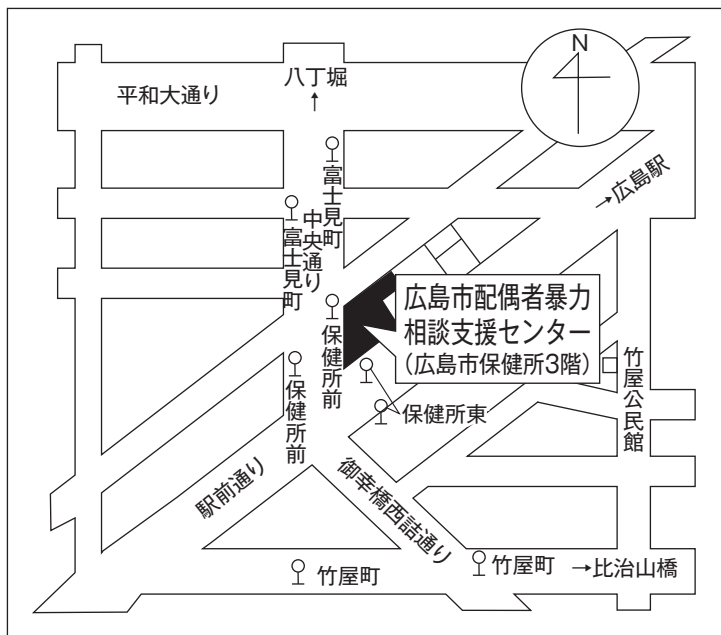 N
八丁堀
↑
平和大通り
→広島駅
富士見町
中央通り
富士見町
広島市配偶者暴力
相談支援センター
(広島市保健所3階)
保健所前
保健所前
竹屋公民館
保健所東
駅前通り
御幸橋西詰通り
竹屋町
竹屋町
→比治山橋